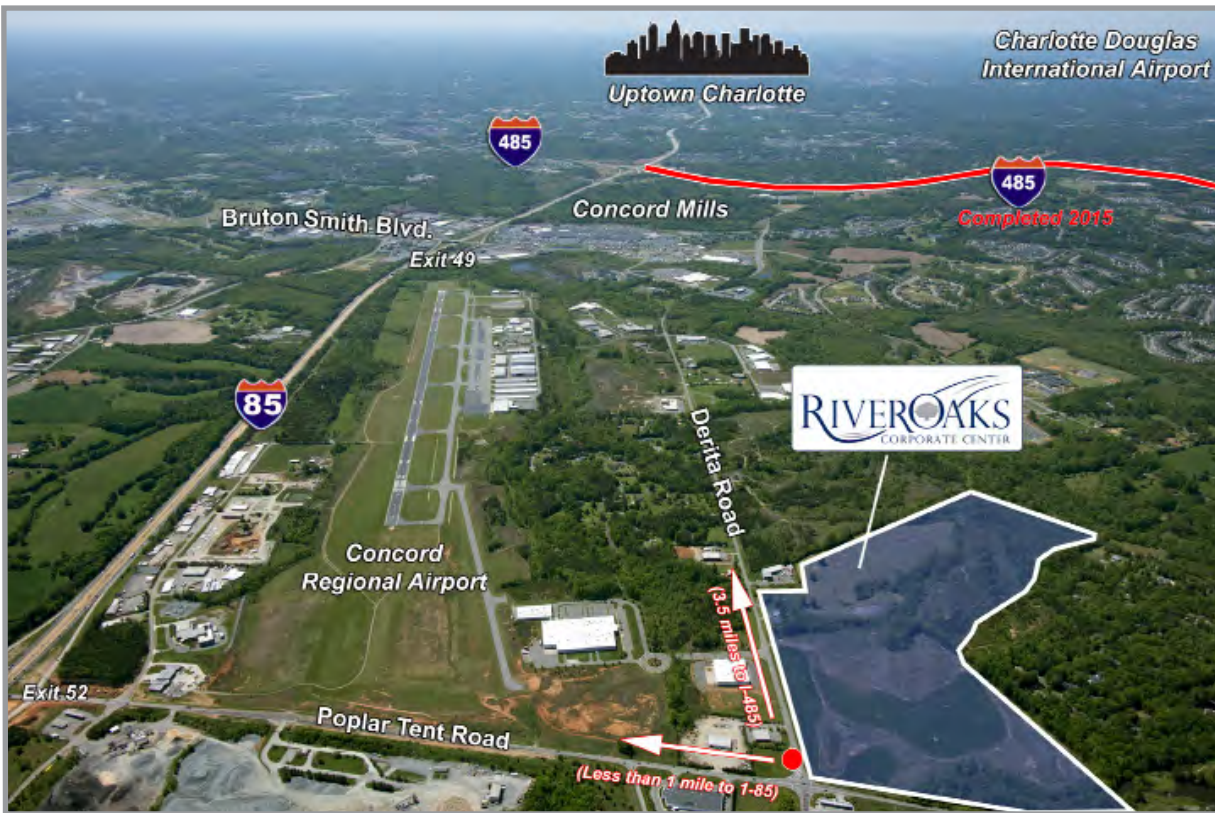 Uptown Charlotte
Charlotte Douglas
International Airport
485
485
Completed 2015
Concord Mills
Bruton Smith Blvd.
Exit 49
85
RIVEROAKS
CORPORATE CENTER
Derita Road
Concord
Regional Airport
(3.5 miles to I-485)
Exit 52
Poplar Tent Road
(Less than 1 mile to 1-85)